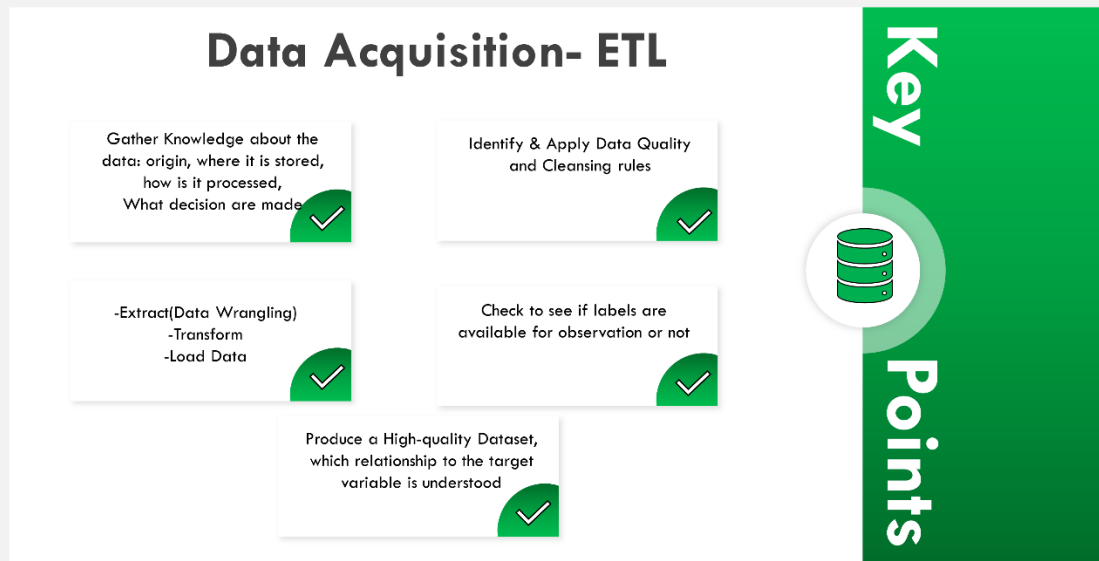 Data Acquisition- ETL
Gather Knowledge about the
data: origin, where it is stored,
how is it processed,
What decision are made
Identify & Apply Data Quality
and Cleansing rules
-Extract(Data Wrangling)
-Transform
-Load Data
Check to see if labels are
available for observation or not
Produce a High-quality Dataset,
which relationship to the target
variable is understood
Key
Points